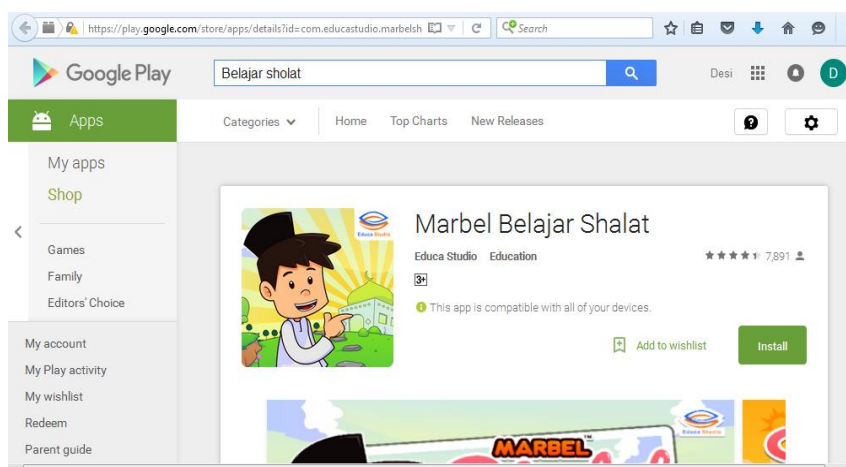 https://play.google.com/store/apps/details?id=com.educastudio.marbelsh
Search
Google Play
Belajar sholat
Desi
D
Apps
Categories
Home
Top Charts
New Releases
My apps
Shop
Games
Family
Editors' Choice
My account
My Play activity
My wishlist
Redeem
Parent guide
Educa Studio
Marbel Belajar Shalat
Educa Studio Education
7,891
3+
This app is compatible with all of your devices.
Add to wishlist
Install
MARBEL
Educa Studio